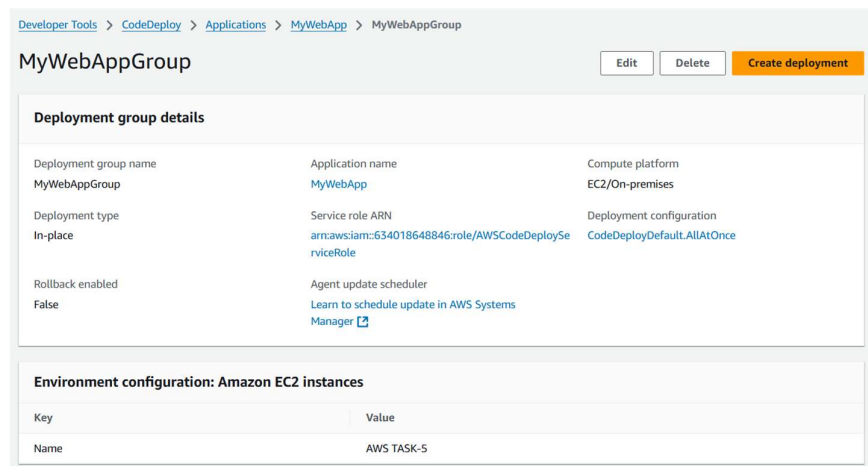 Developer Tools > CodeDeploy > Applications > MyWebApp > MyWebAppGroup
MyWebAppGroup
Edit
Delete
Create deployment
Deployment group details
Deployment group name
MyWebAppGroup
Application name
MyWebApp
Compute platform
EC2/On-premises
Deployment type
In-place
Service role ARN
arn:aws:iam::634018648846:role/AWSCodeDeploySe
rviceRole
Deployment configuration
CodeDeployDefault.AllAtOnce
Rollback enabled
False
Agent update scheduler
Learn to schedule update in AWS Systems
Manager
Environment configuration: Amazon EC2 instances
Key
Value
Name
AWS TASK-5